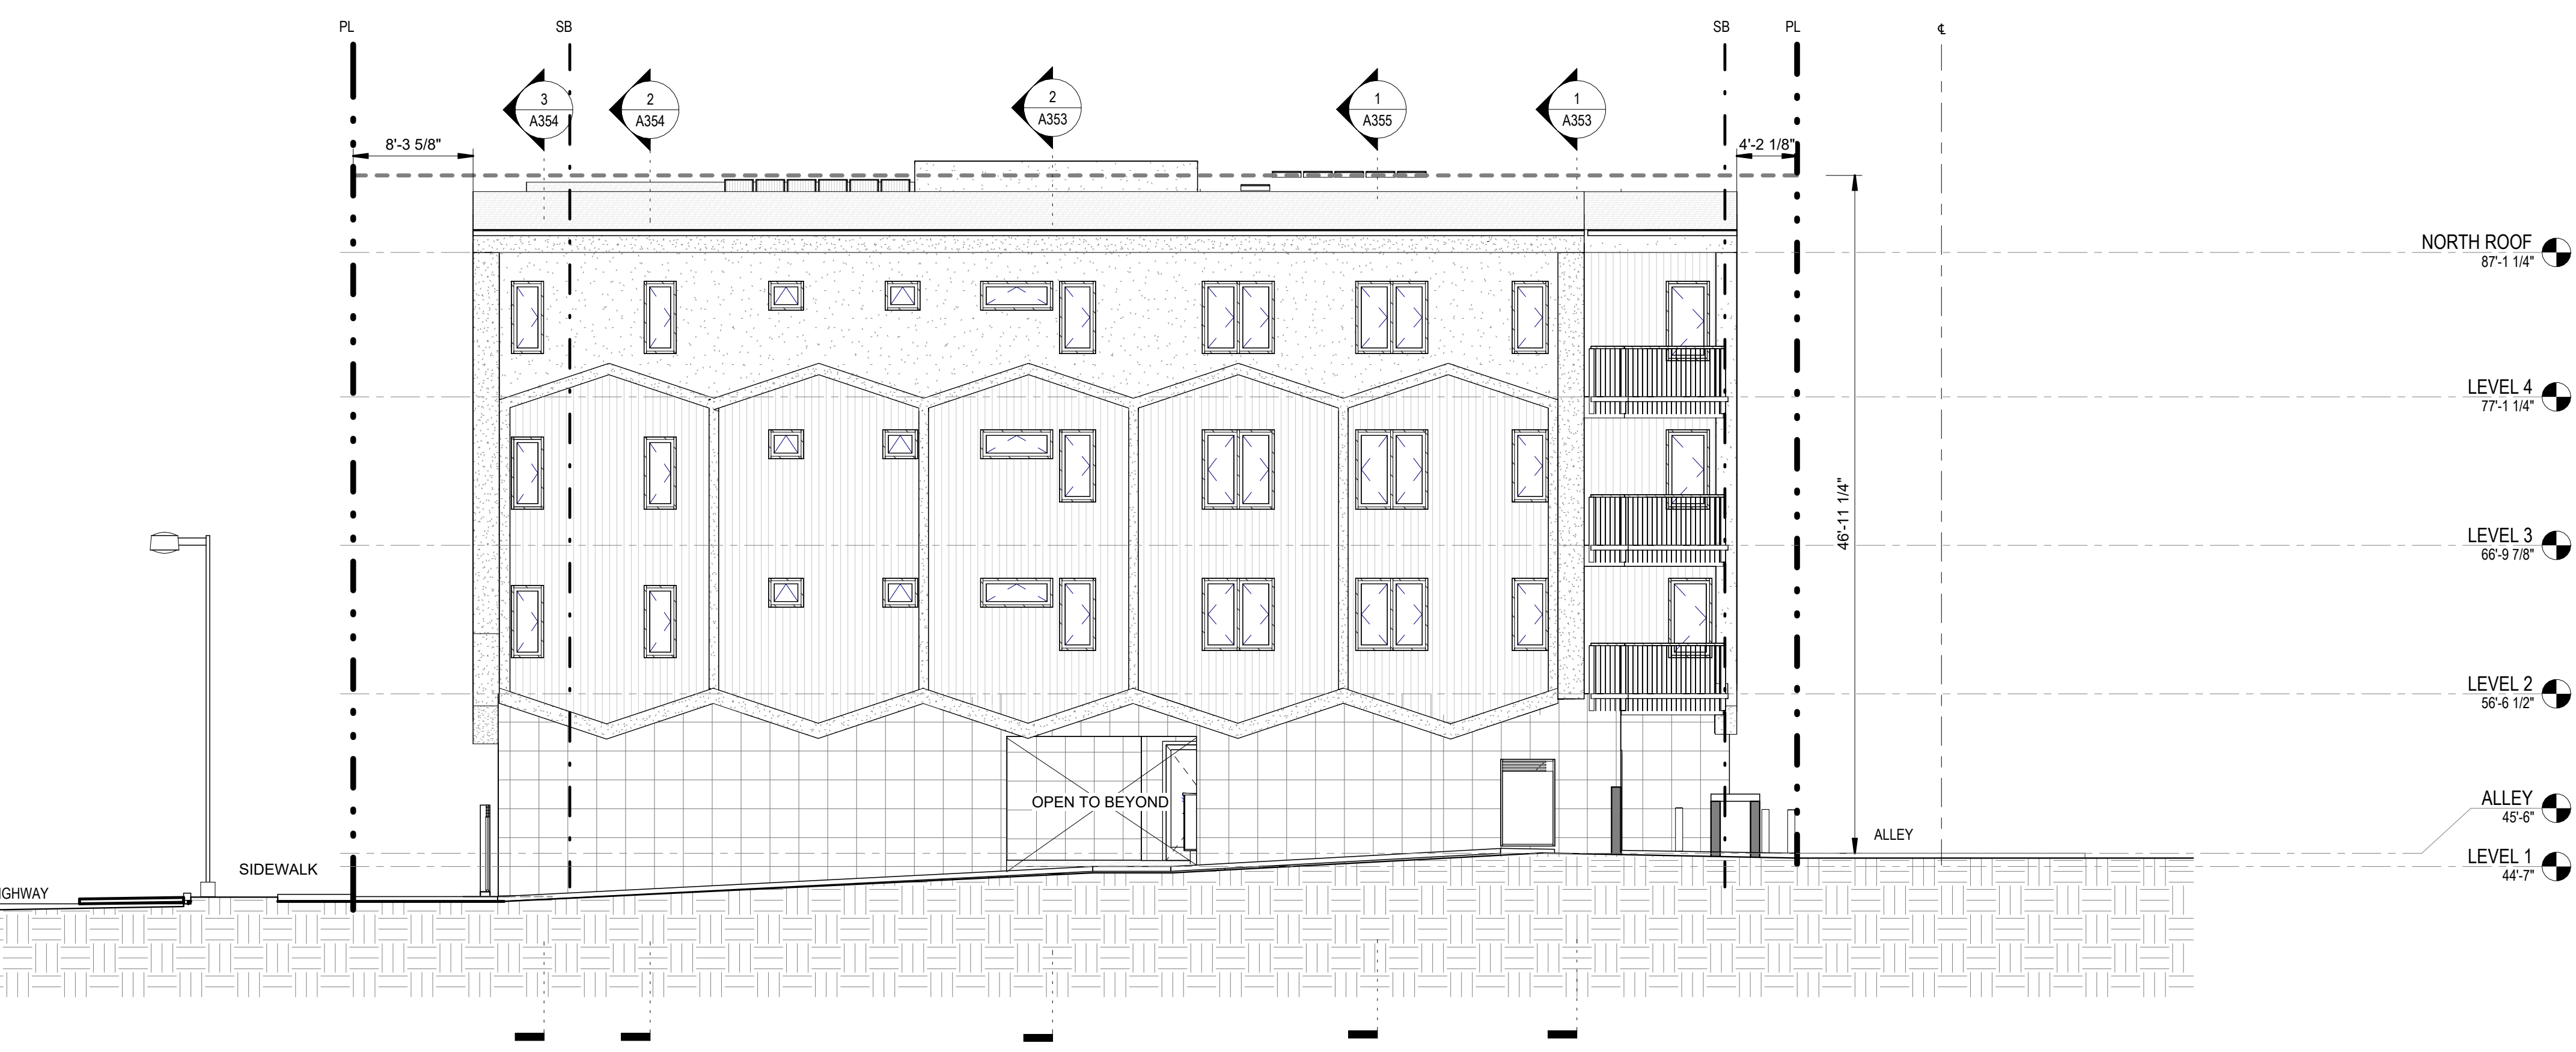 PL
SB
SB
PL
℄
3
A354
2
A354
2
A353
1
A355
1
A353
8'-3 5/8"
4'-2 1/8"
NORTH ROOF
87'-1 1/4"
LEVEL 4
77'-1 1/4"
46'-11 1/4"
LEVEL 3
66'-9 7/8"
LEVEL 2
56'-6 1/2"
OPEN TO BEYOND
ALLEY
45'-6"
ALLEY
LEVEL 1
44'-7"
SIDEWALK
IGHWAY